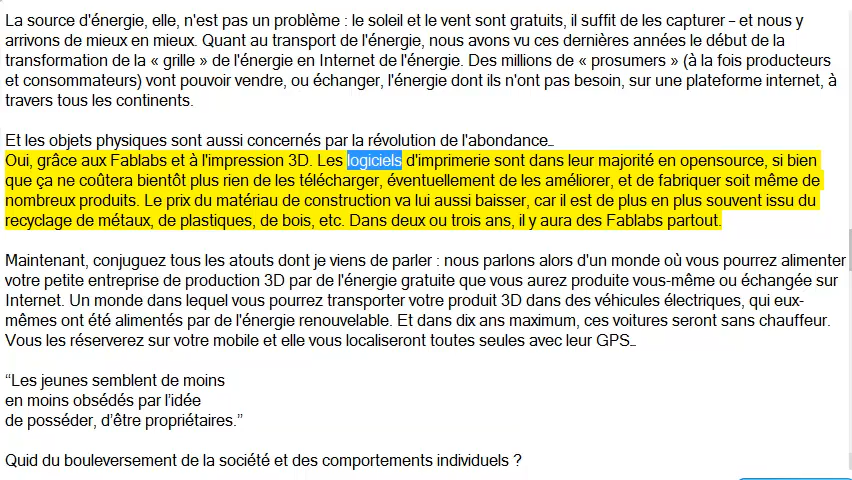 La source d'énergie, elle, n'est pas un problème : le soleil et le vent sont gratuits, il suffit de les capturer – et nous y
arrivons de mieux en mieux. Quant au transport de l'énergie, nous avons vu ces dernières années le début de la
transformation de la « grille » de l'énergie en Internet de l'énergie. Des millions de « prosumers » (à la fois producteurs
et consommateurs) vont pouvoir vendre, ou échanger, l'énergie dont ils n'ont pas besoin, sur une plateforme internet, à
travers tous les continents.
Et les objets physiques sont aussi concernés par la révolution de l'abondance…
Oui, grâce aux Fablabs et à l'impression 3D. Les logiciels d'imprimerie sont dans leur majorité en opensource, si bien
que ça ne coûtera bientôt plus rien de les télécharger, éventuellement de les améliorer, et de fabriquer soit même de
nombreux produits. Le prix du matériau de construction va lui aussi baisser, car il est de plus en plus souvent issu du
recyclage de métaux, de plastiques, de bois, etc. Dans deux ou trois ans, il y aura des Fablabs partout.
Maintenant, conjuguez tous les atouts dont je viens de parler : nous parlons alors d'un monde où vous pourrez alimenter
votre petite entreprise de production 3D par de l'énergie gratuite que vous aurez produite vous-même ou échangée sur
Internet. Un monde dans lequel vous pourrez transporter votre produit 3D dans des véhicules électriques, qui eux-
mêmes ont été alimentés par de l'énergie renouvelable. Et dans dix ans maximum, ces voitures seront sans chauffeur.
Vous les réserverez sur votre mobile et elle vous localiseront toutes seules avec leur GPS…
“Les jeunes semblent de moins
en moins obsédés par l’idée
de posséder, d’être propriétaires.”
Quid du bouleversement de la société et des comportements individuels ?